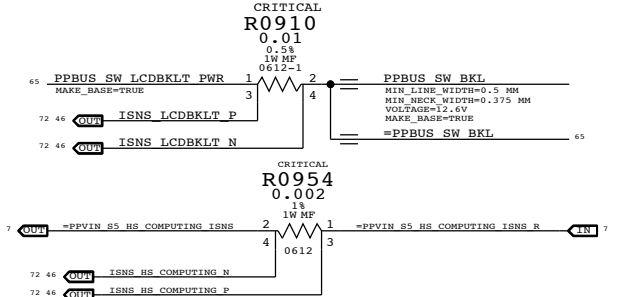 CRITICAL
R0910
0.01
0.5%
1W MF
0612-1
65 PPBUS_SW_LCDBKLT_PWR 1 2 PPBUS_SW_BKL
MAKE_BASE=TRUE 3 4 MIN_LINE_WIDTH=0.5 MM
MIN_NECK_WIDTH=0.375 MM
VOLTAGE=12.6V
MAKE_BASE=TRUE
72 46 OUT ISNS_LCDBKLT_P
=PPBUS_SW_BKL 65
72 46 OUT ISNS_LCDBKLT_N
CRITICAL
R0954
0.002
1%
1W MF
7 OUT =PPVIN_S5_HS_COMPUTING_ISNS 2 1 =PPVIN_S5_HS_COMPUTING_ISNS_R IN 7
4 3
0612
72 46 OUT ISNS_HS_COMPUTING_N
72 46 OUT ISNS_HS_COMPUTING_P